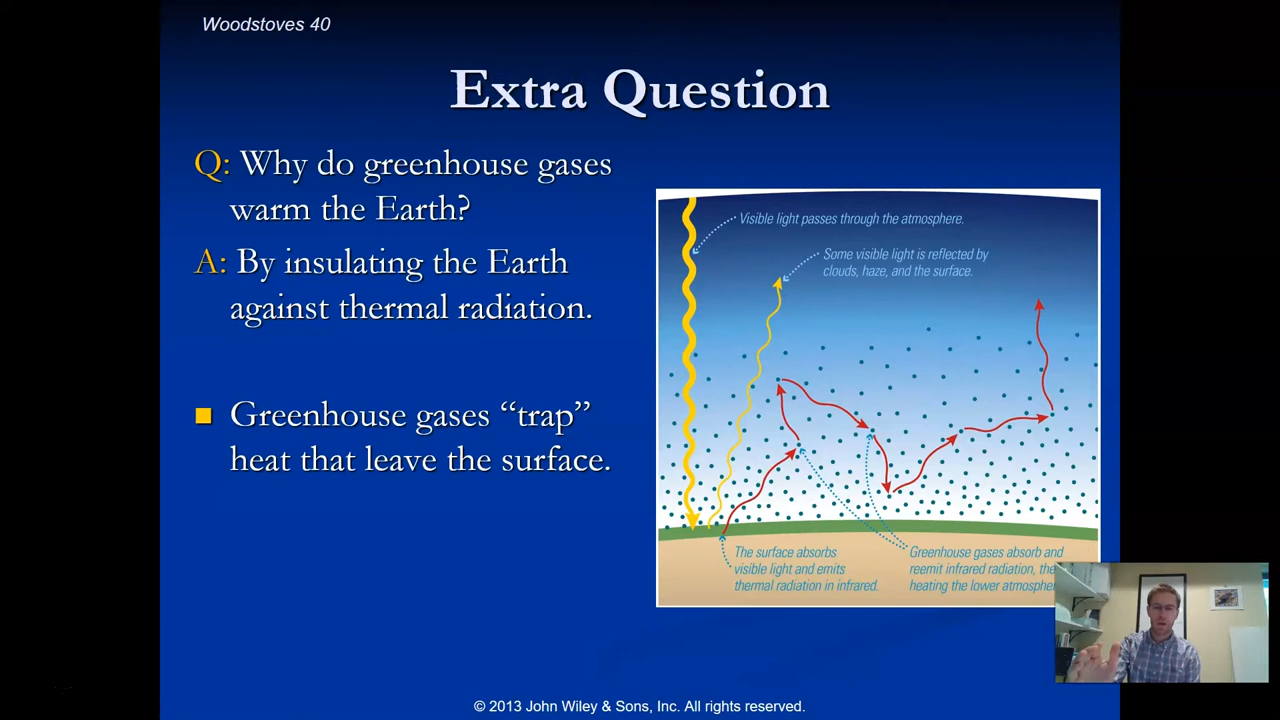 Woodstoves 40
Extra Question
Q: Why do greenhouse gases
warm the Earth?
A: By insulating the Earth
against thermal radiation.
Greenhouse gases “trap”
heat that leave the surface.
Visible light passes through the atmosphere.
Some visible light is reflected by
clouds, haze, and the surface.
The surface absorbs
visible light and emits
thermal radiation in infrared.
Greenhouse gases absorb and
reemit infrared radiation,
heating the lower
© 2013 John Wiley & Sons, Inc. All rights reserved.